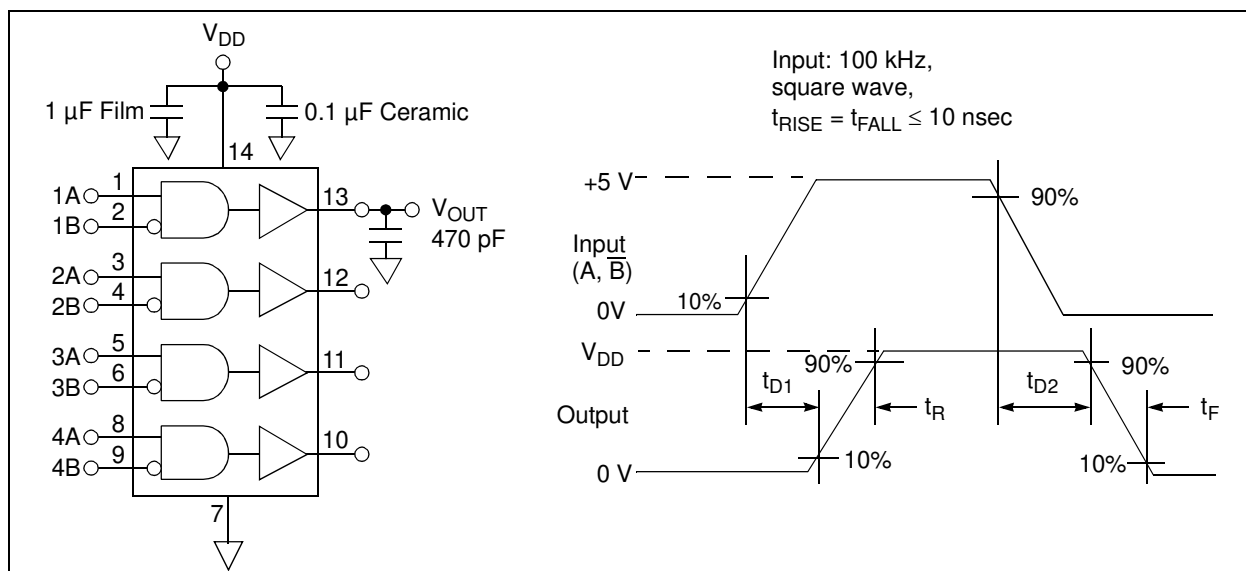 V_DD
1 µF Film
0.1 µF Ceramic
14
1A
1
1B
2
13
V_OUT
470 pF
2A
3
2B
4
12
3A
5
3B
6
11
4A
8
4B
9
10
7
Input: 100 kHz,
square wave,
t_RISE = t_FALL ≤ 10 nsec
+5 V
90%
Input
(A, B̅)
10%
0V
V_DD
90%
90%
t_D1
t_R
t_D2
t_F
Output
10%
10%
0 V